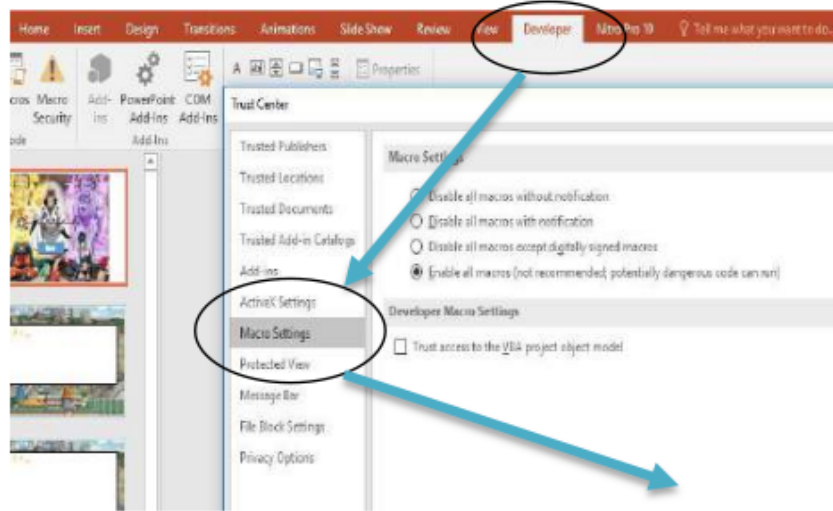 Home Insert Design Transitions Animations Slide Show Review View Developer Nitro Pro 10 Tell me what you want to do...
Macro Security
Add-ins
PowerPoint Add-Ins
COM Add-Ins
Properties
Add-Ins
Trust Center
Trusted Publishers
Trusted Locations
Trusted Documents
Trusted Add-in Catalogs
Add-ins
ActiveX Settings
Macro Settings
Protected View
Message Bar
File Block Settings
Privacy Options
Macro Settings
Disable all macros without notification
Disable all macros with notification
Disable all macros except digitally signed macros
Enable all macros (not recommended; potentially dangerous code can run)
Developer Macro Settings
Trust access to the VBA project object model